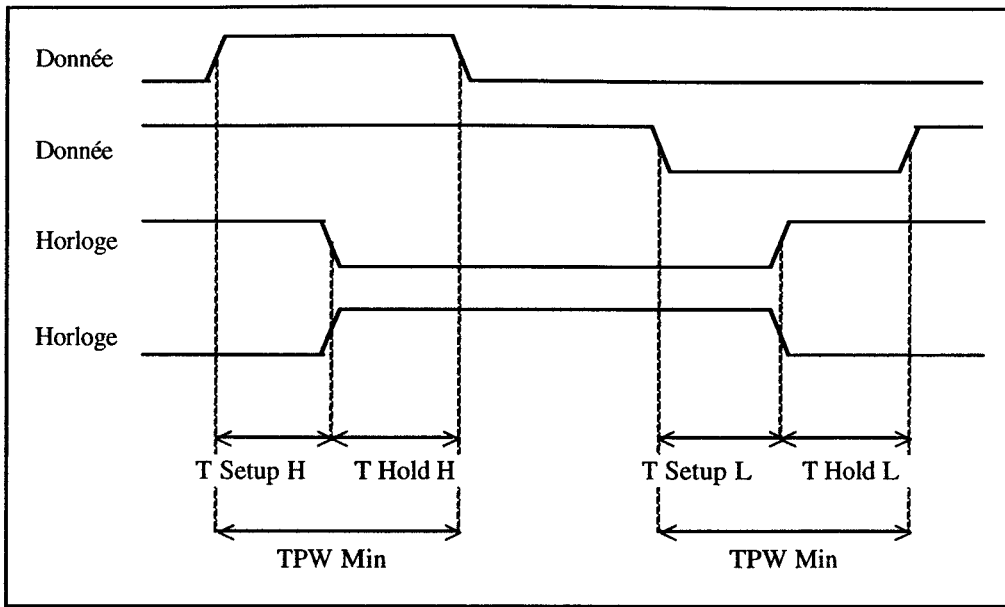 Donnée
Donnée
Horloge
Horloge
T Setup H
T Hold H
T Setup L
T Hold L
TPW Min
TPW Min